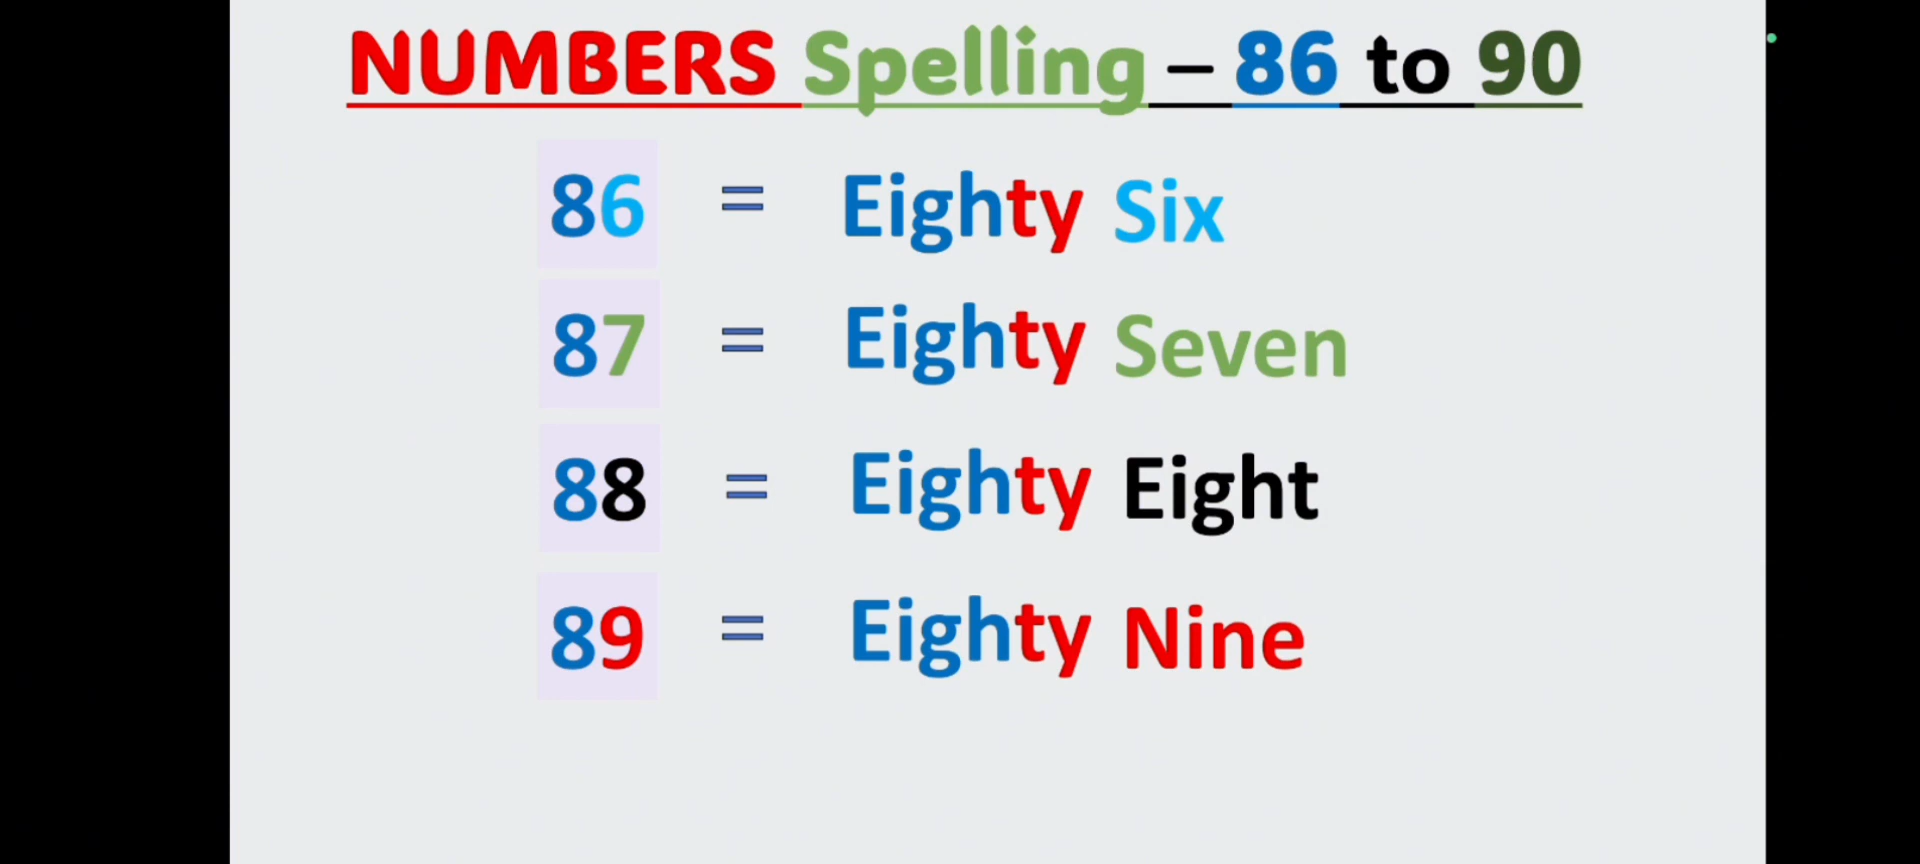 NUMBERS Spelling – 86 to 90
86 = Eighty Six
87 = Eighty Seven
88 = Eighty Eight
89 = Eighty Nine